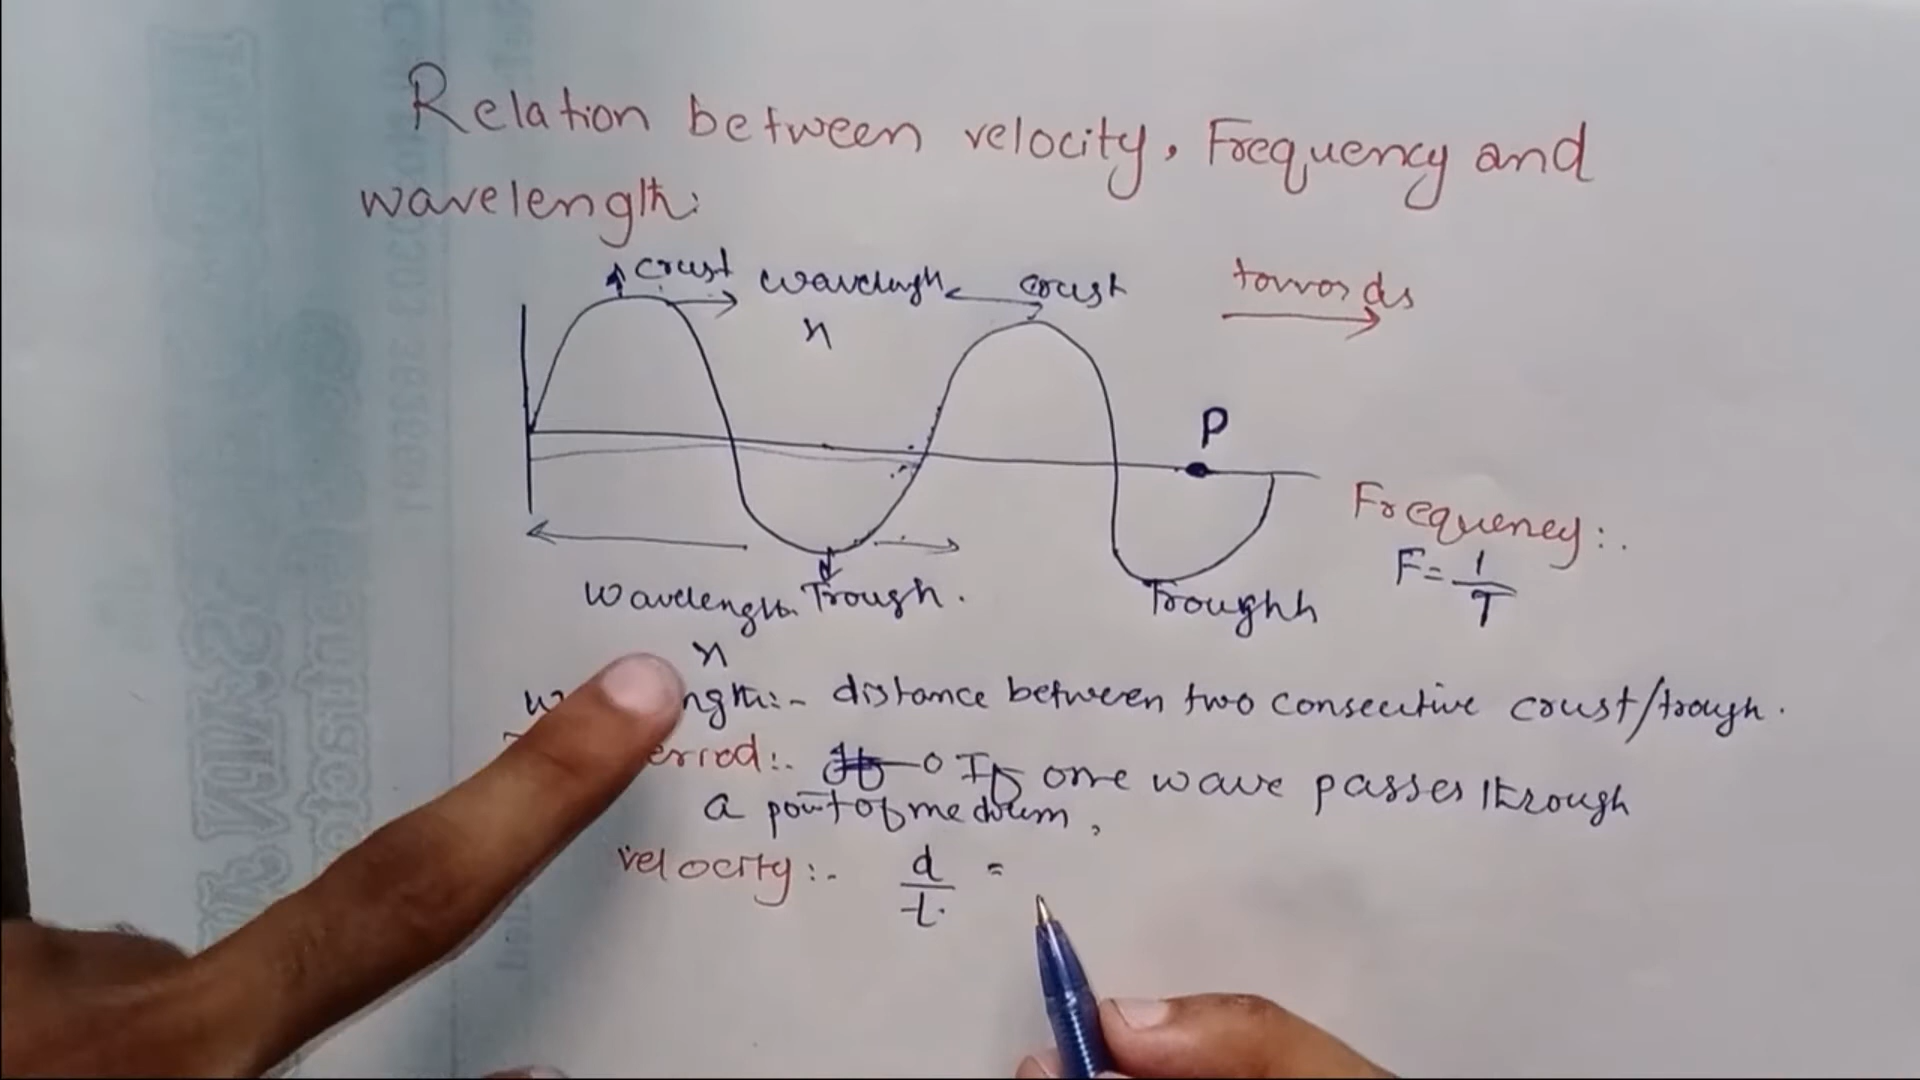 Relation between velocity, Frequency and
wavelength:
crust wavelength crust towards
P
Frequency:.
F = 1/T
wavelength Trough. Troughh
ngth:- distance between two consecutive crust/trough.
eriod:. If one wave passes through
a point of medium,
velocity:- d/t =